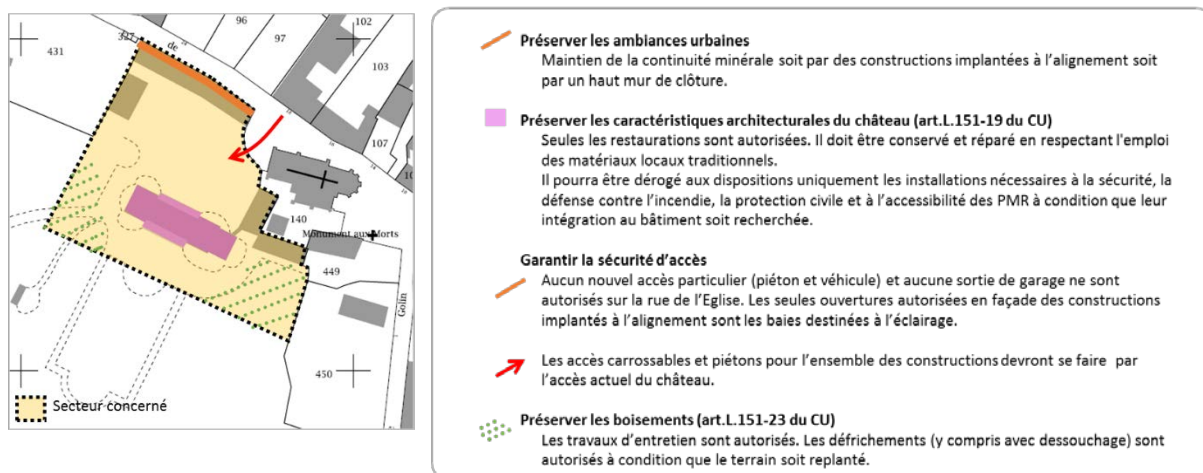 96
102
431
327
de
97
103
107
10
140
Monument aux Morts
449
Golin
450
Secteur concerné
Préserver les ambiances urbaines
Maintien de la continuité minérale soit par des constructions implantées à l'alignement soit
par un haut mur de clôture.
Préserver les caractéristiques architecturales du château (art.L.151-19 du CU)
Seules les restaurations sont autorisées. Il doit être conservé et réparé en respectant l'emploi
des matériaux locaux traditionnels.
Il pourra être dérogé aux dispositions uniquement les installations nécessaires à la sécurité, la
défense contre l'incendie, la protection civile et à l'accessibilité des PMR à condition que leur
intégration au bâtiment soit recherchée.
Garantir la sécurité d'accès
Aucun nouvel accès particulier (piéton et véhicule) et aucune sortie de garage ne sont
autorisés sur la rue de l'Eglise. Les seules ouvertures autorisées en façade des constructions
implantés à l'alignement sont les baies destinées à l'éclairage.
Les accès carrossables et piétons pour l'ensemble des constructions devront se faire par
l'accès actuel du château.
Préserver les boisements (art.L.151-23 du CU)
Les travaux d'entretien sont autorisés. Les défrichements (y compris avec dessouchage) sont
autorisés à condition que le terrain soit replanté.